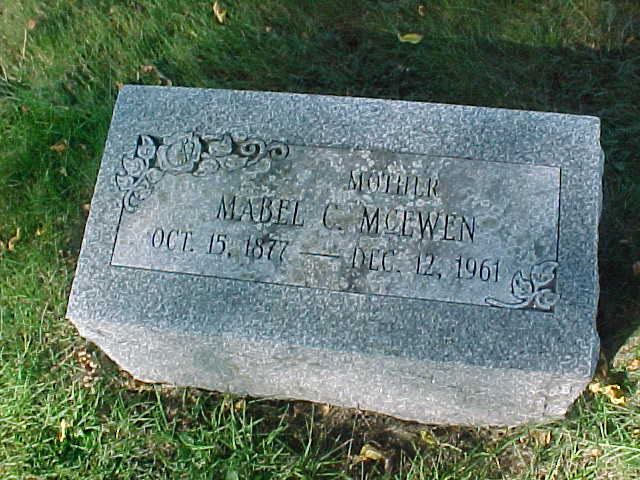 MOTHER
MABEL C. MCEWEN
OCT. 15, 1877 — DEC. 12, 1961